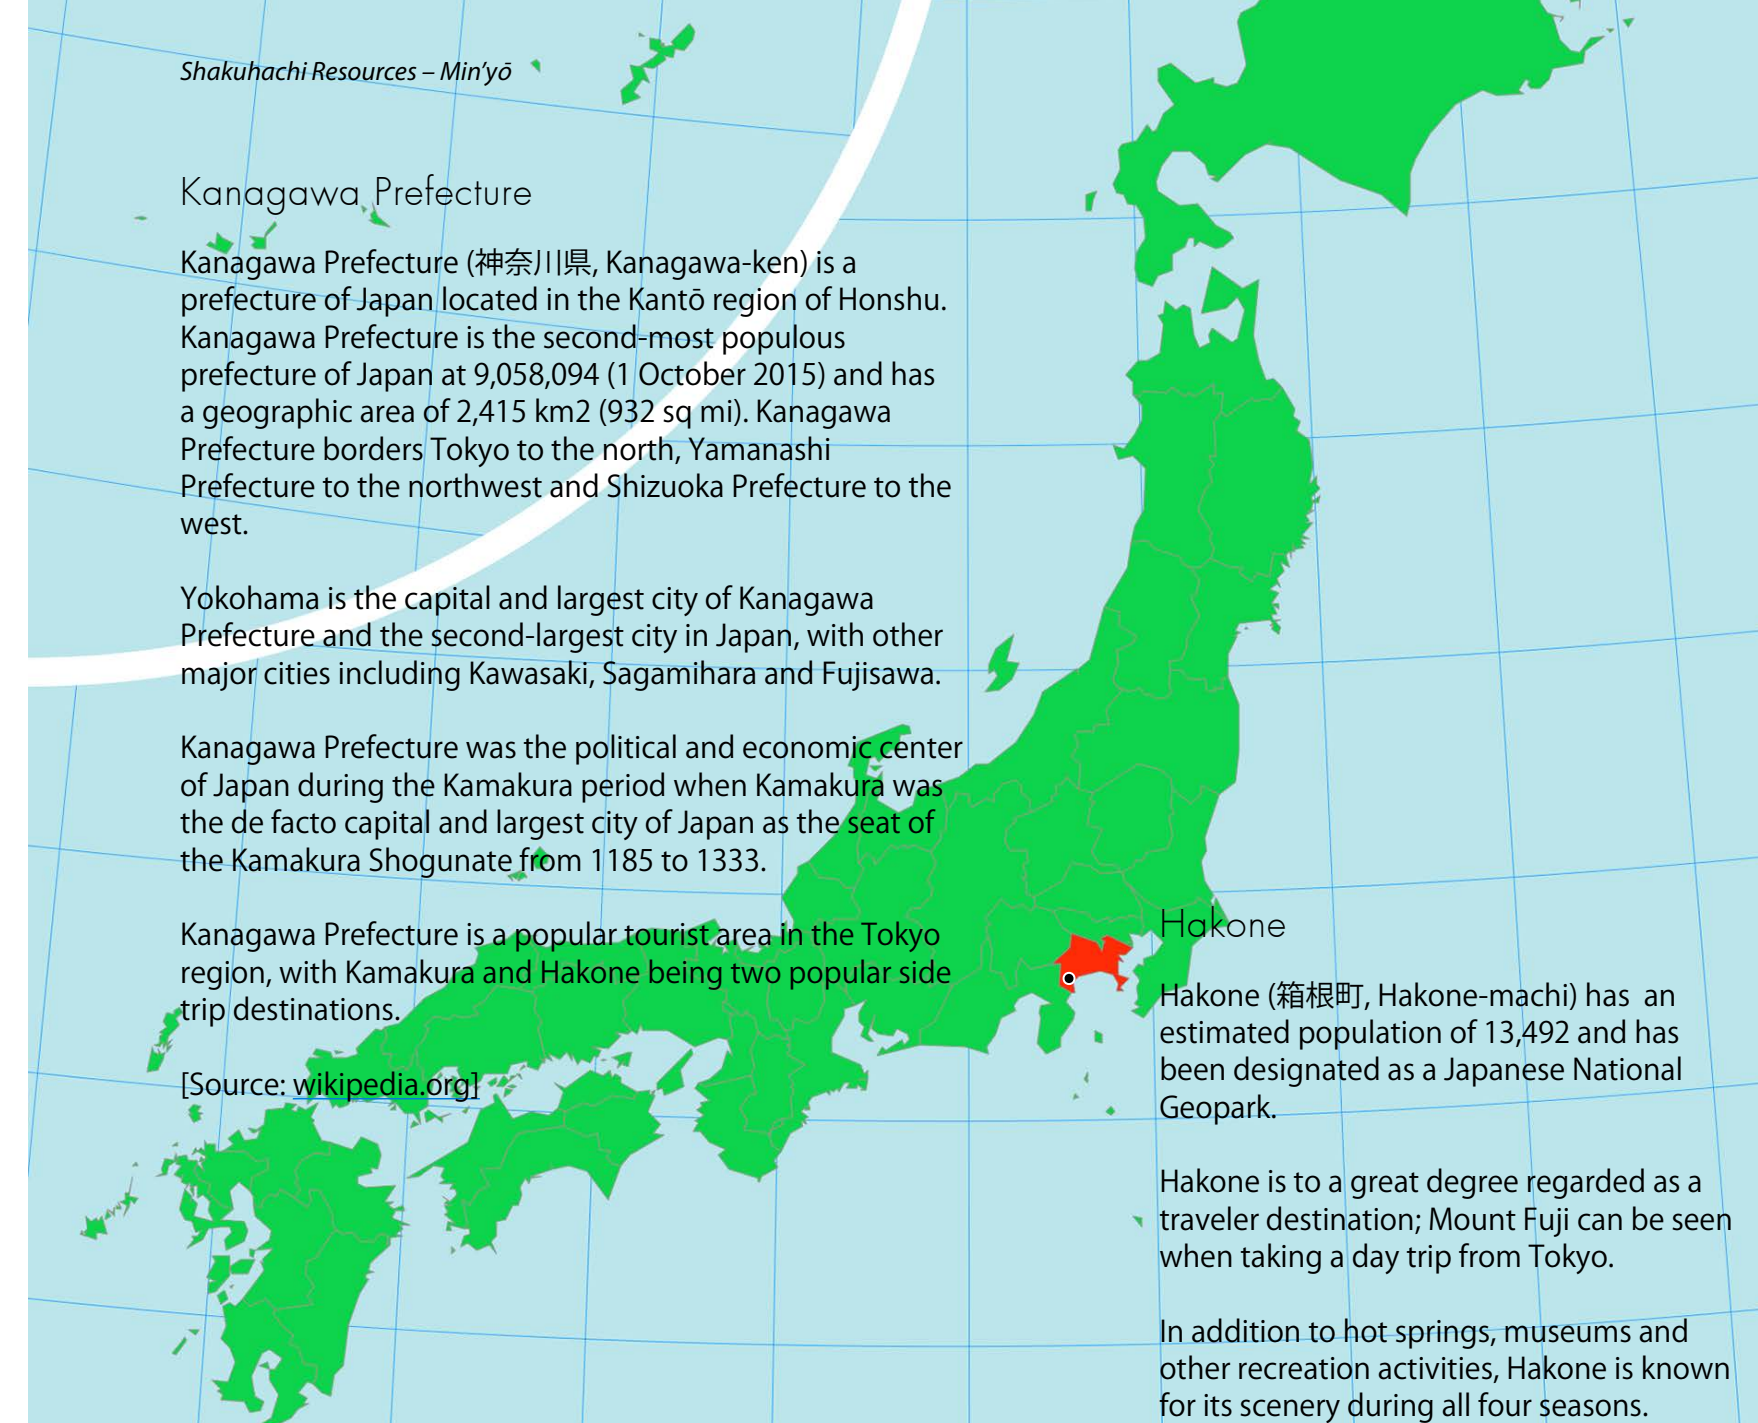 Shakuhachi Resources – Min'yō
Kanagawa Prefecture
Kanagawa Prefecture (神奈川県, Kanagawa-ken) is a
prefecture of Japan located in the Kantō region of Honshu.
Kanagawa Prefecture is the second-most populous
prefecture of Japan at 9,058,094 (1 October 2015) and has
a geographic area of 2,415 km2 (932 sq mi). Kanagawa
Prefecture borders Tokyo to the north, Yamanashi
Prefecture to the northwest and Shizuoka Prefecture to the
west.
Yokohama is the capital and largest city of Kanagawa
Prefecture and the second-largest city in Japan, with other
major cities including Kawasaki, Sagamihara and Fujisawa.
Kanagawa Prefecture was the political and economic center
of Japan during the Kamakura period when Kamakura was
the de facto capital and largest city of Japan as the seat of
the Kamakura Shogunate from 1185 to 1333.
Kanagawa Prefecture is a popular tourist area in the Tokyo
region, with Kamakura and Hakone being two popular side
trip destinations.
[Source: wikipedia.org]
Hakone
Hakone (箱根町, Hakone-machi) has  an
estimated population of 13,492 and has
been designated as a Japanese National
Geopark.
Hakone is to a great degree regarded as a
traveler destination; Mount Fuji can be seen
when taking a day trip from Tokyo.
In addition to hot springs, museums and
other recreation activities, Hakone is known
for its scenery during all four seasons.